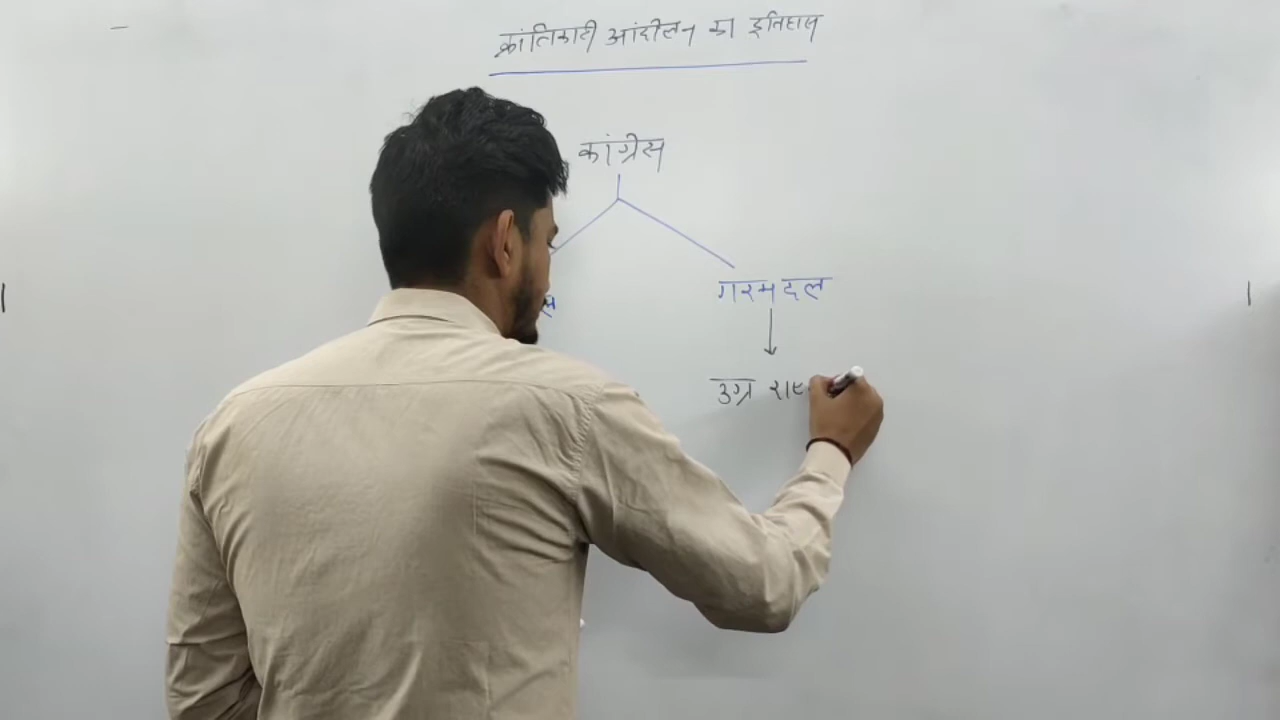 क्रांतिकारी आंदोलन का इतिहास
कांग्रेस
गरमदल
उग्र